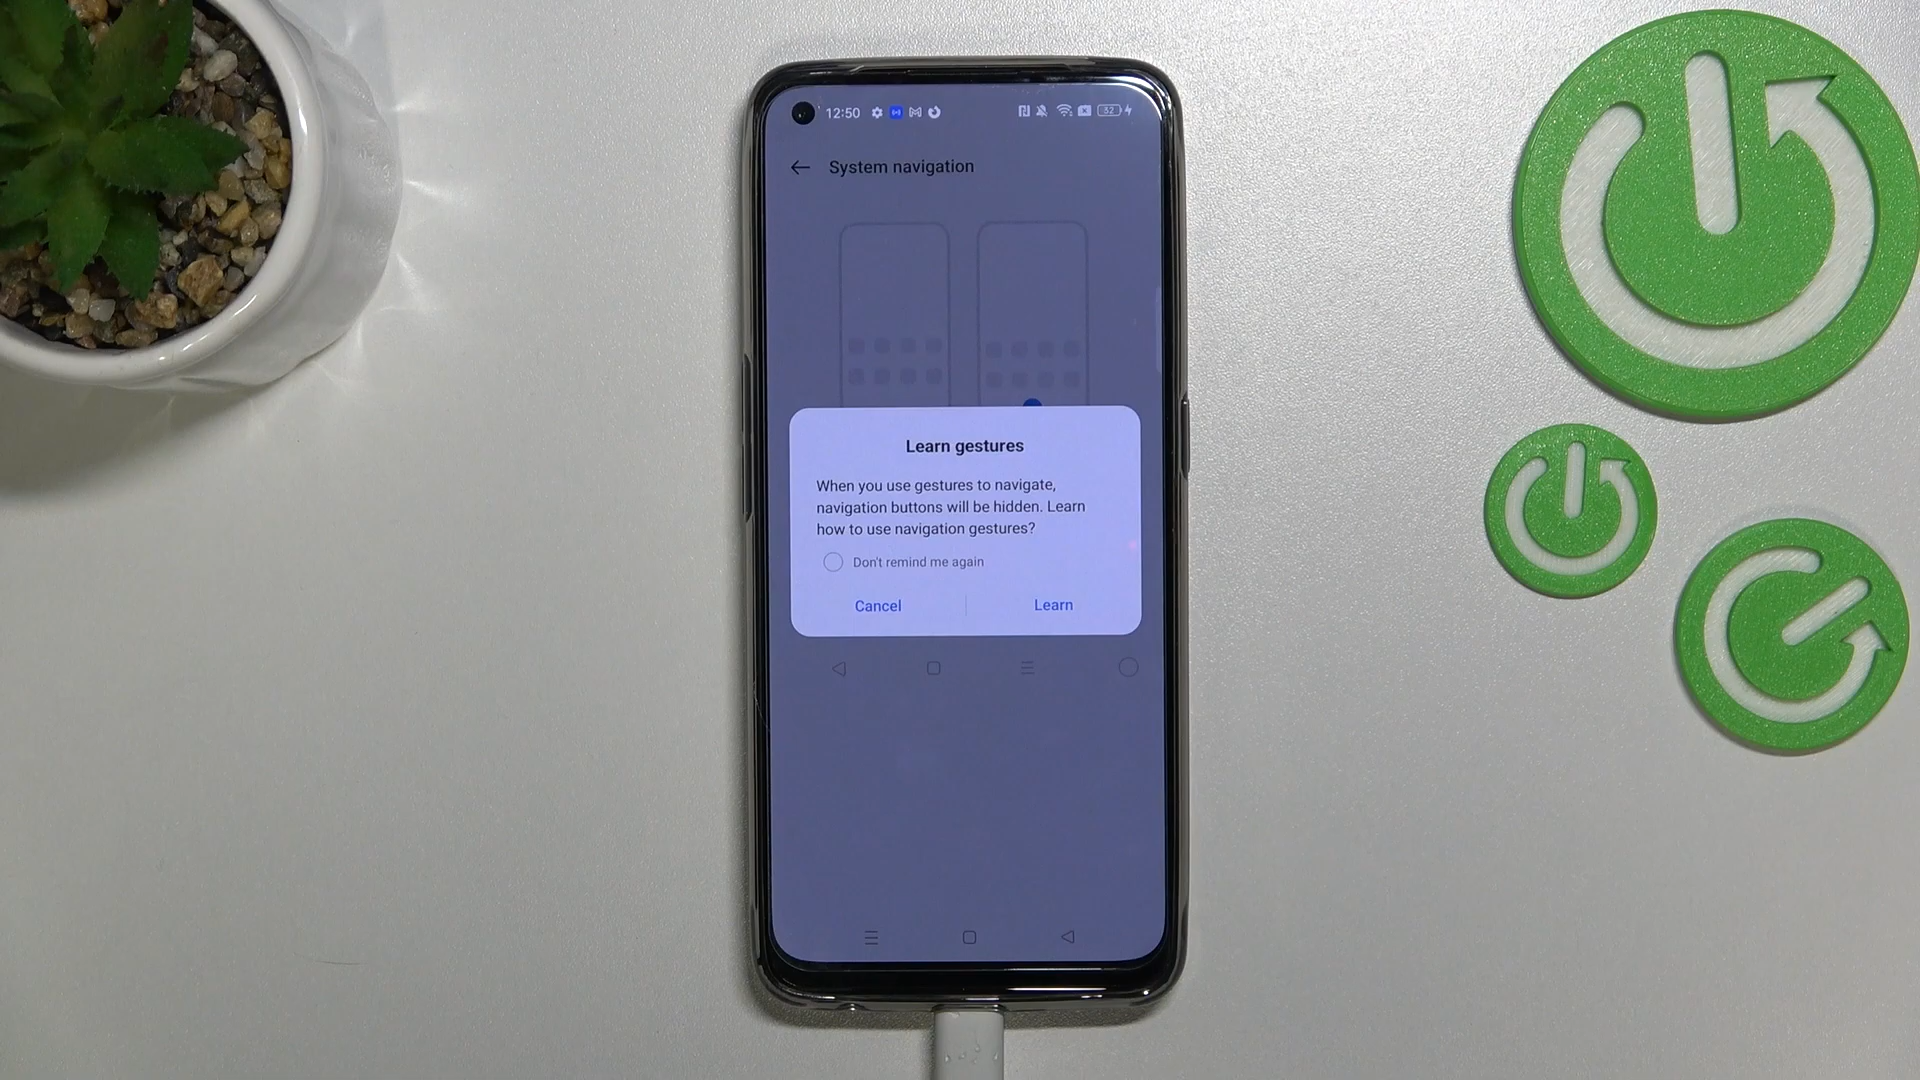 12:50
32
System navigation
Learn gestures
When you use gestures to navigate,
navigation buttons will be hidden. Learn
how to use navigation gestures?
Don't remind me again
Cancel
Learn